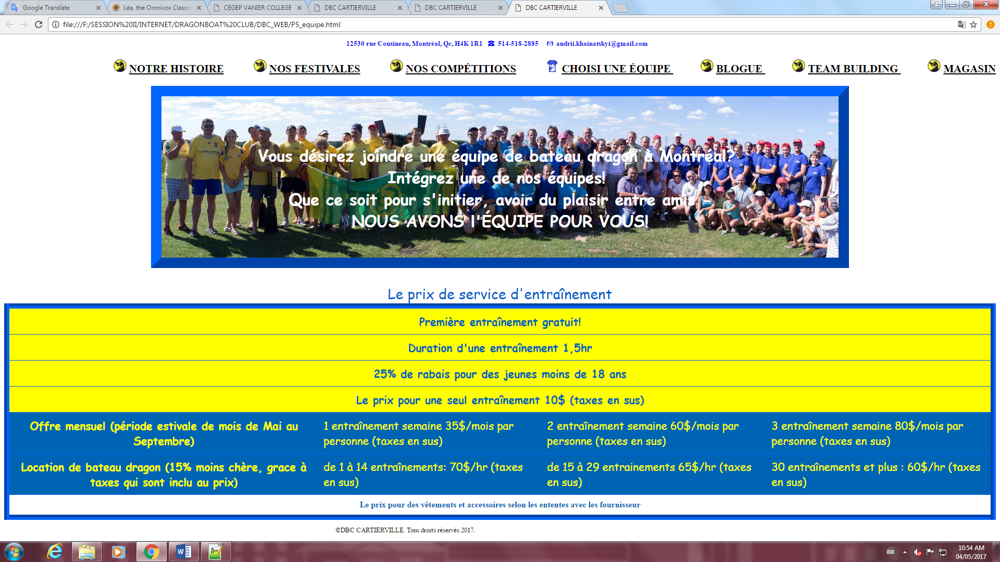 Google Translate
Léa, the Omnivox Classro
CEGEP VANIER COLLEGE
DBC CARTIERVILLE
DBC CARTIERVILLE
DBC CARTIERVILLE
file:///F:/SESSION%20II/INTERNET/DRAGONBOAT%20CLUB/DBC_WEB/P5_equipe.html
12530 rue Cousineau, Montréal, Qc, H4K 1R1 ☎ 514-518-2885 andrii.khainatskyi@gmail.com
NOTRE HISTOIRE NOS FESTIVALES NOS COMPÉTITIONS CHOISI UNE ÉQUIPE BLOGUE TEAM BUILDING MAGASIN
Vous désirez joindre une équipe de bateau dragon à Montréal?
Intégrez une de nos équipes!
Que ce soit pour s'initier, avoir du plaisir entre amis
NOUS AVONS l'ÉQUIPE POUR VOUS!
Le prix de service d'entraînement
Première entraînement gratuit!
Duration d'une entraînement 1,5hr
25% de rabais pour des jeunes moins de 18 ans
Le prix pour une seul entraînement 10$ (taxes en sus)
Offre mensuel (période estivale de mois de Mai au
Septembre)
1 entraînement semaine 35$/mois par
personne (taxes en sus)
2 entraînement semaine 60$/mois par
personne (taxes en sus)
3 entraînement semaine 80$/mois par
personne (taxes en sus)
Location de bateau dragon (15% moins chère, grace à
taxes qui sont inclu au prix)
de 1 à 14 entraînements: 70$/hr (taxes
en sus)
de 15 à 29 entrainements 65$/hr (taxes
en sus)
30 entraînements et plus : 60$/hr (taxes
en sus)
Le prix pour des vêtements et accessoires selon les ententes avec les fournisseur
©DBC CARTIERVILLE. Tous droits réservés 2017.
10:54 AM
04/05/2017